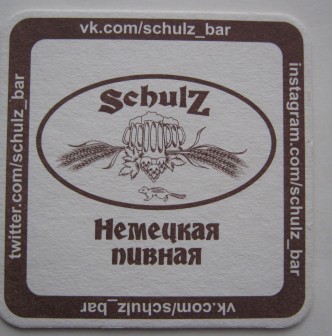 vk.com/schulz_bar
twitter.com/schulz_bar
instagram.com/schulz_bar
Schulz
Немецкая
пивная
vk.com/schulz_bar